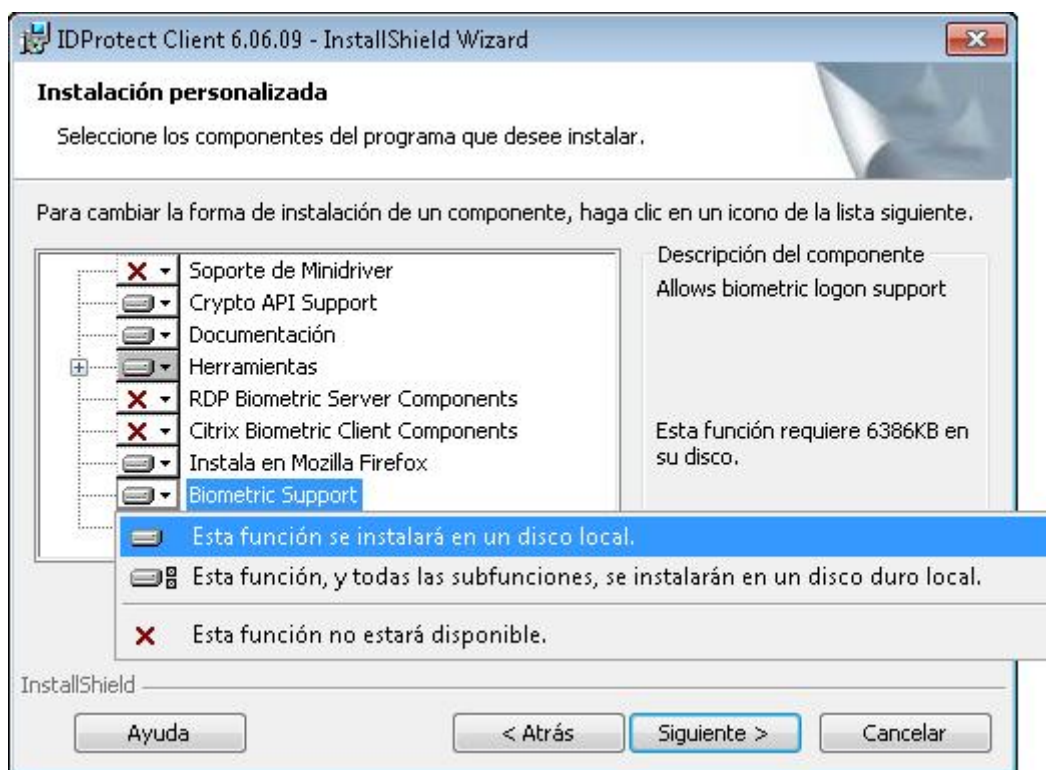 IDProtect Client 6.06.09 - InstallShield Wizard
Instalación personalizada
Seleccione los componentes del programa que desee instalar.
Para cambiar la forma de instalación de un componente, haga clic en un icono de la lista siguiente.
Soporte de Minidriver
Crypto API Support
Documentación
Herramientas
RDP Biometric Server Components
Citrix Biometric Client Components
Instala en Mozilla Firefox
Biometric Support
Descripción del componente
Allows biometric logon support
Esta función requiere 6386KB en
su disco.
Esta función se instalará en un disco local.
Esta función, y todas las subfunciones, se instalarán en un disco duro local.
Esta función no estará disponible.
InstallShield
Ayuda
< Atrás
Siguiente >
Cancelar